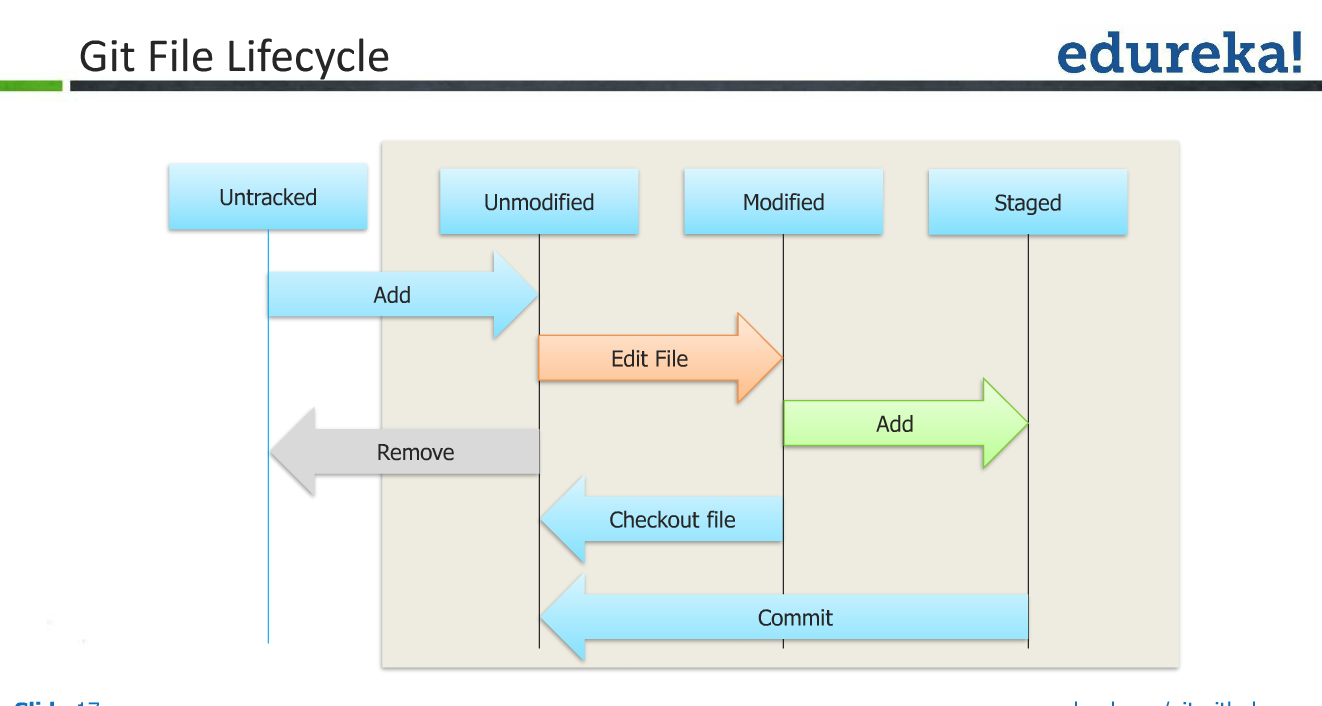 Git File Lifecycle
edureka!
Untracked
Unmodified
Modified
Staged
Add
Edit File
Add
Remove
Checkout file
Commit